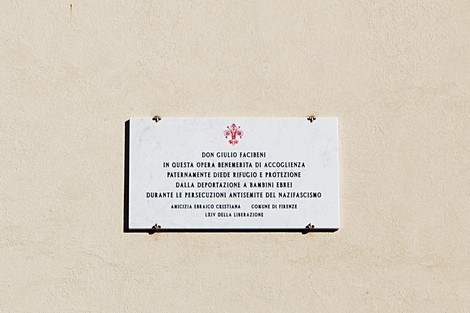 DON GIULIO FACIBENI
IN QUESTA OPERA BENEMERITA DI ACCOGLIENZA
PATERNAMENTE DIEDE RIFUGIO E PROTEZIONE
DALLA DEPORTAZIONE A BAMBINI EBREI
DURANTE LE PERSECUZIONI ANTISEMITE DEL NAZIFASCISMO
AMICIZIA EBRAICO CRISTIANA COMUNE DI FIRENZE
LXIV DELLA LIBERAZIONE